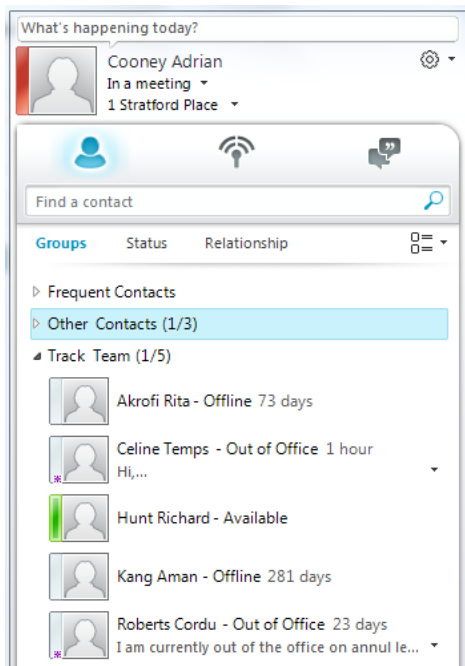 What's happening today?
Cooney Adrian
In a meeting
1 Stratford Place
Find a contact
Groups Status Relationship
Frequent Contacts
Other Contacts (1/3)
Track Team (1/5)
Akrofi Rita - Offline 73 days
Celine Temps - Out of Office 1 hour
Hi,...
Hunt Richard - Available
Kang Aman - Offline 281 days
Roberts Cordu - Out of Office 23 days
I am currently out of the office on annul le...